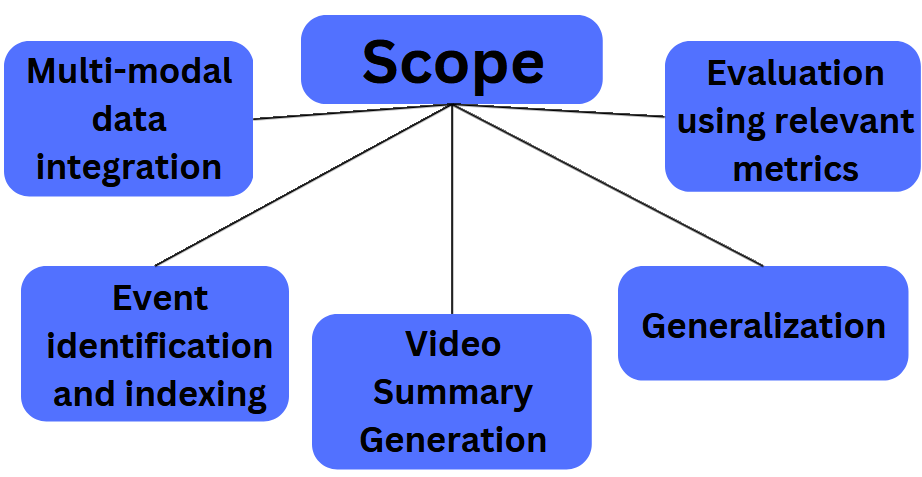 Scope
Multi-modal
data
integration
Evaluation
using relevant
metrics
Event
identification
and indexing
Video
Summary
Generation
Generalization